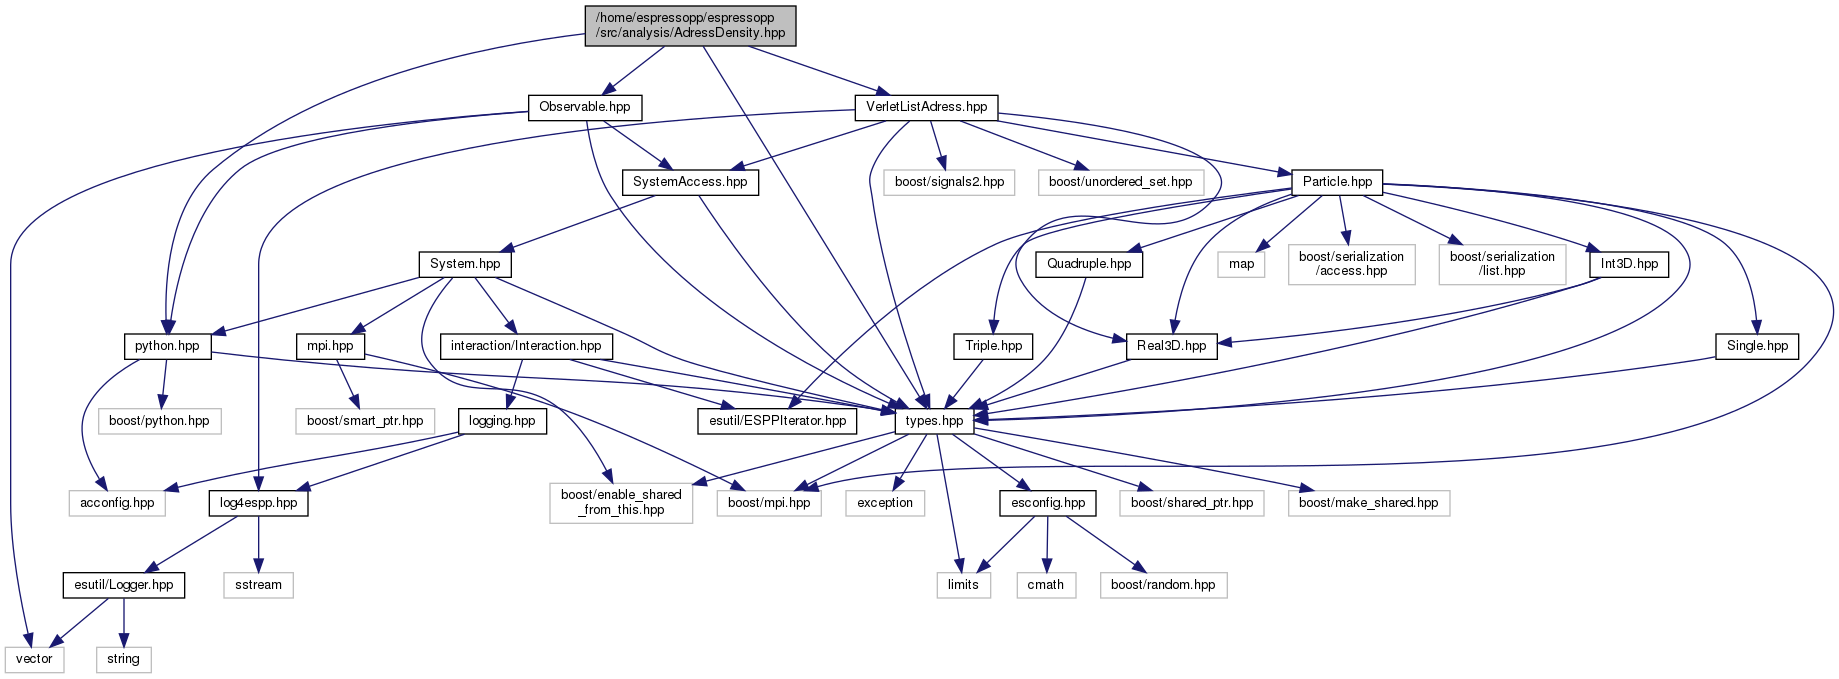 /home/espressopp/espressopp
/src/analysis/AdressDensity.hpp
Observable.hpp
VerletListAdress.hpp
SystemAccess.hpp
boost/signals2.hpp
boost/unordered_set.hpp
Particle.hpp
System.hpp
Quadruple.hpp
map
boost/serialization
/access.hpp
boost/serialization
/list.hpp
Int3D.hpp
python.hpp
mpi.hpp
interaction/Interaction.hpp
Triple.hpp
Real3D.hpp
Single.hpp
boost/python.hpp
boost/smart_ptr.hpp
logging.hpp
esutil/ESPPIterator.hpp
types.hpp
acconfig.hpp
log4espp.hpp
boost/enable_shared
_from_this.hpp
boost/mpi.hpp
exception
esconfig.hpp
boost/shared_ptr.hpp
boost/make_shared.hpp
esutil/Logger.hpp
sstream
limits
cmath
boost/random.hpp
vector
string